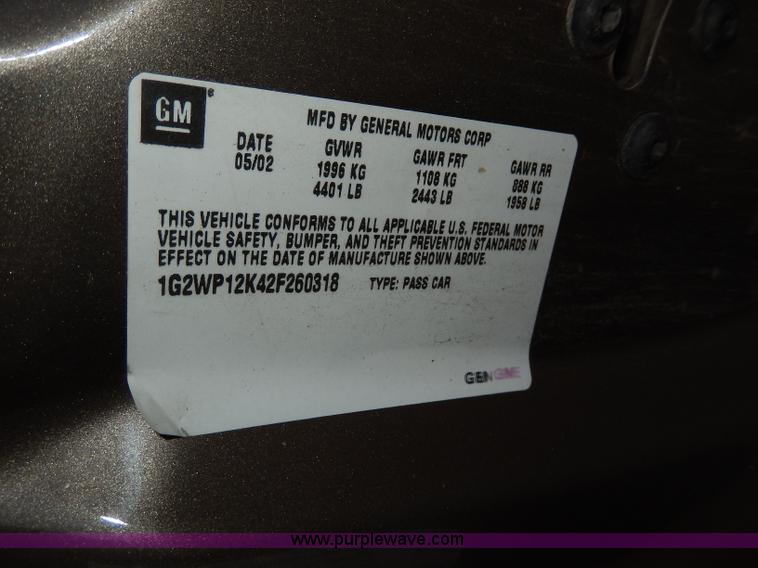 GM
MFD BY GENERAL MOTORS CORP
DATE GVWR GAWR FRT GAWR RR
05/02 1996 KG 1108 KG 888 KG
4401 LB 2443 LB 1958 LB
THIS VEHICLE CONFORMS TO ALL APPLICABLE U.S. FEDERAL MOTOR
VEHICLE SAFETY, BUMPER, AND THEFT PREVENTION STANDARDS IN
EFFECT ON THE DATE OF MANUFACTURE SHOWN ABOVE.
1G2WP12K42F260318 TYPE: PASS CAR
www.purplewave.com